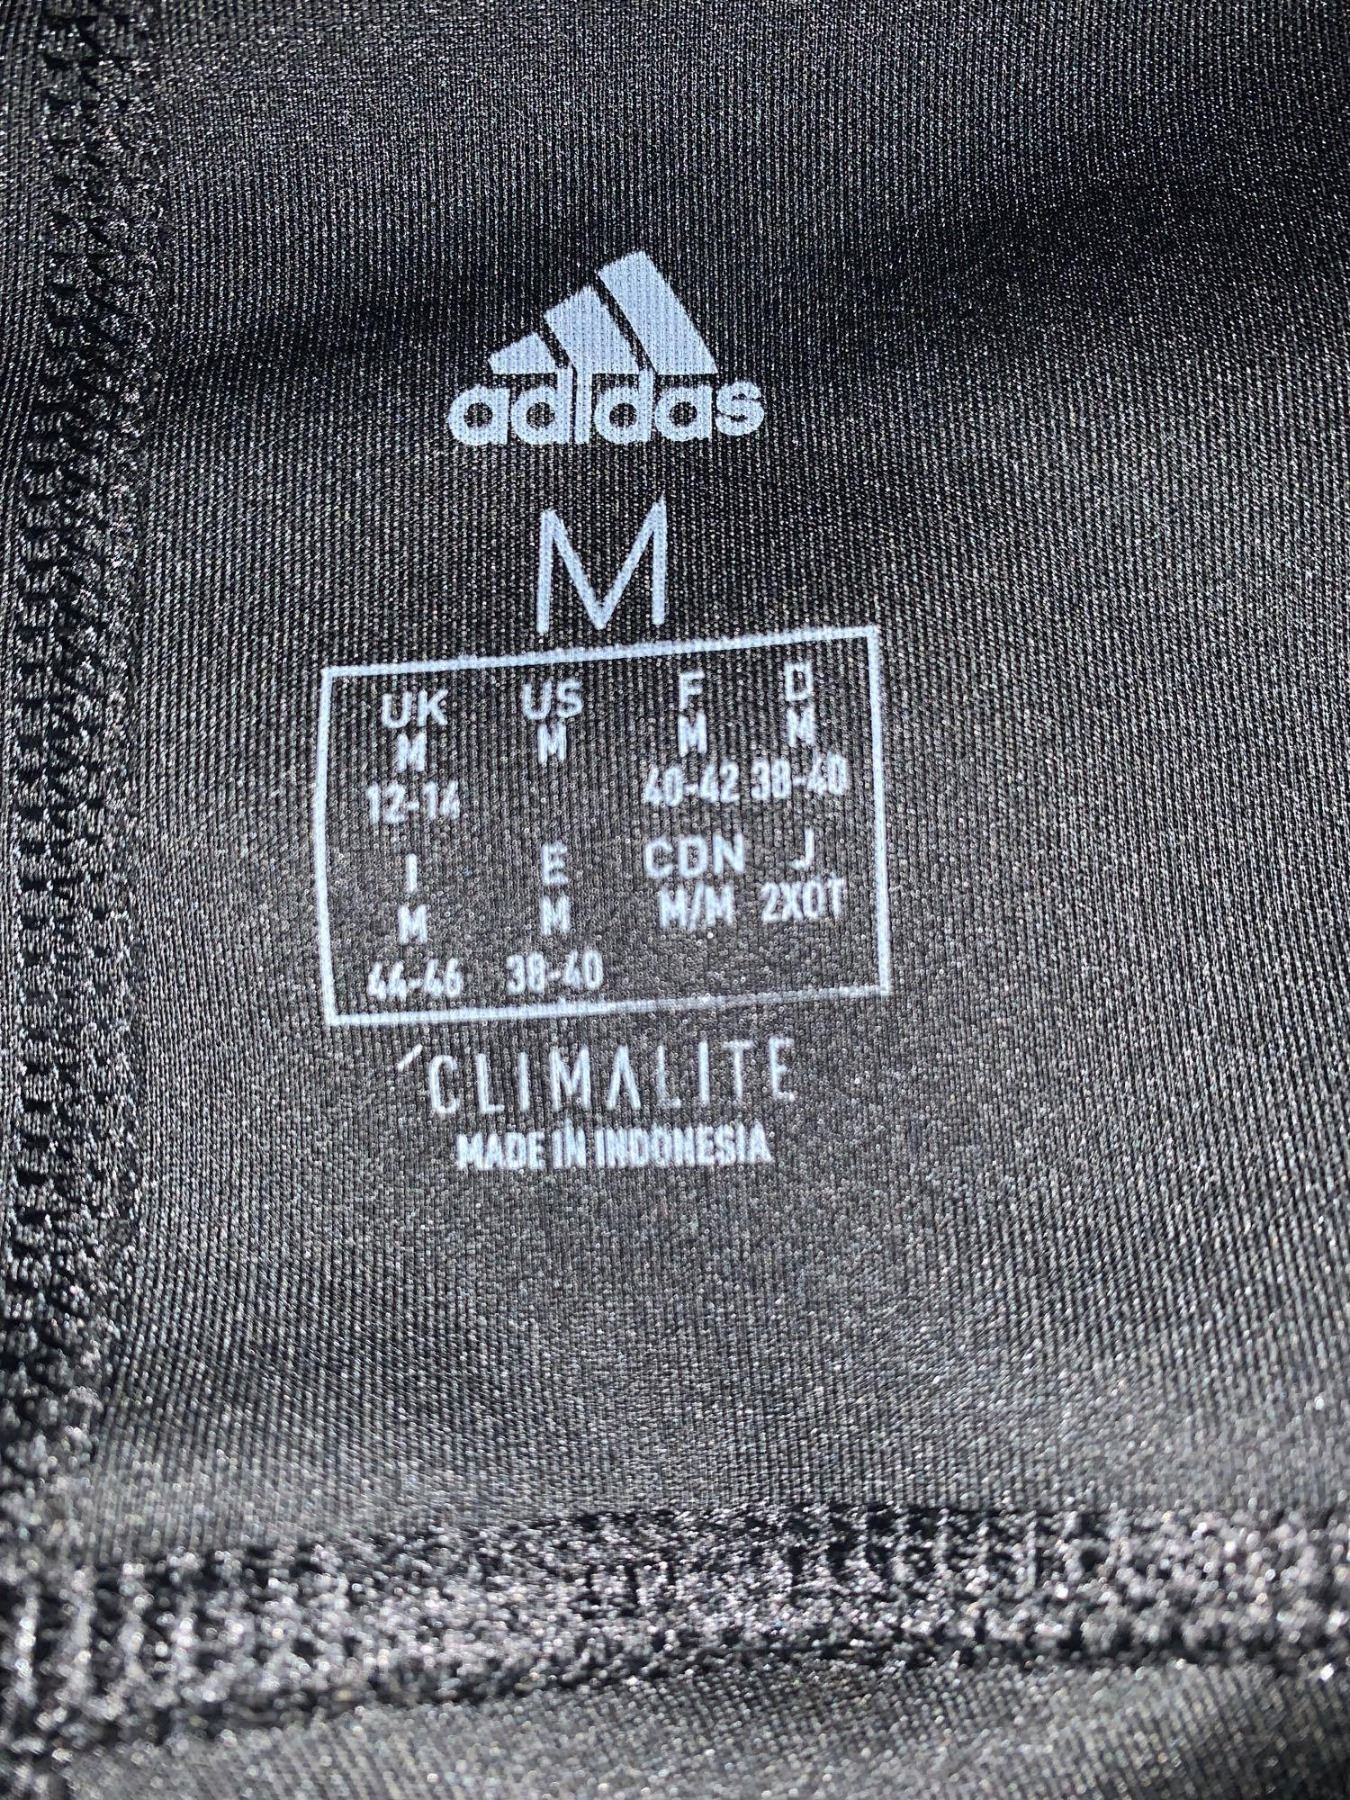 adidas
M
UK US F D
M M M M
12-14 40-42 38-40
I E CDN J
M M M/M 2XOT
44-46 38-40
CLIMALITE
MADE IN INDONESIA